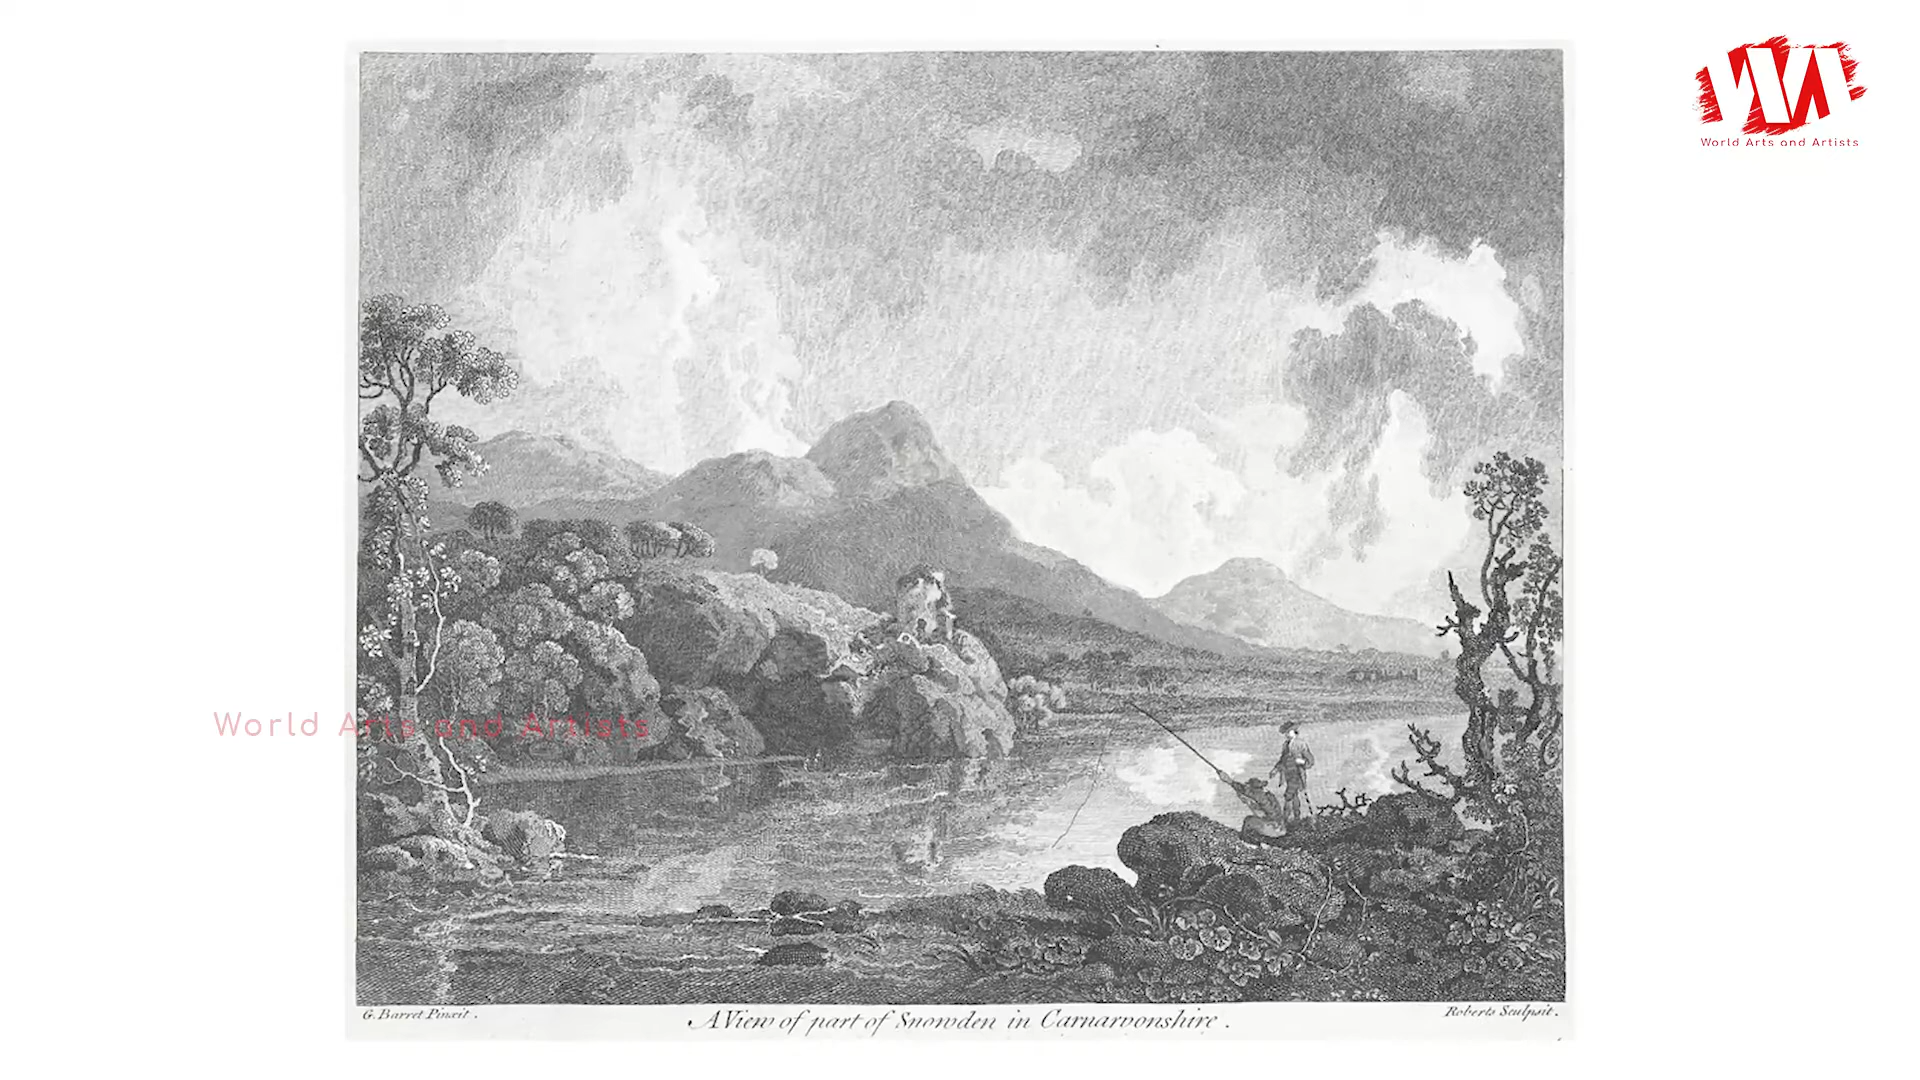 World Arts and Artists
World Arts and Artists
G. Barret Pinxit.
A View of part of Snowden in Carnarvonshire.
Roberts Sculpsit.